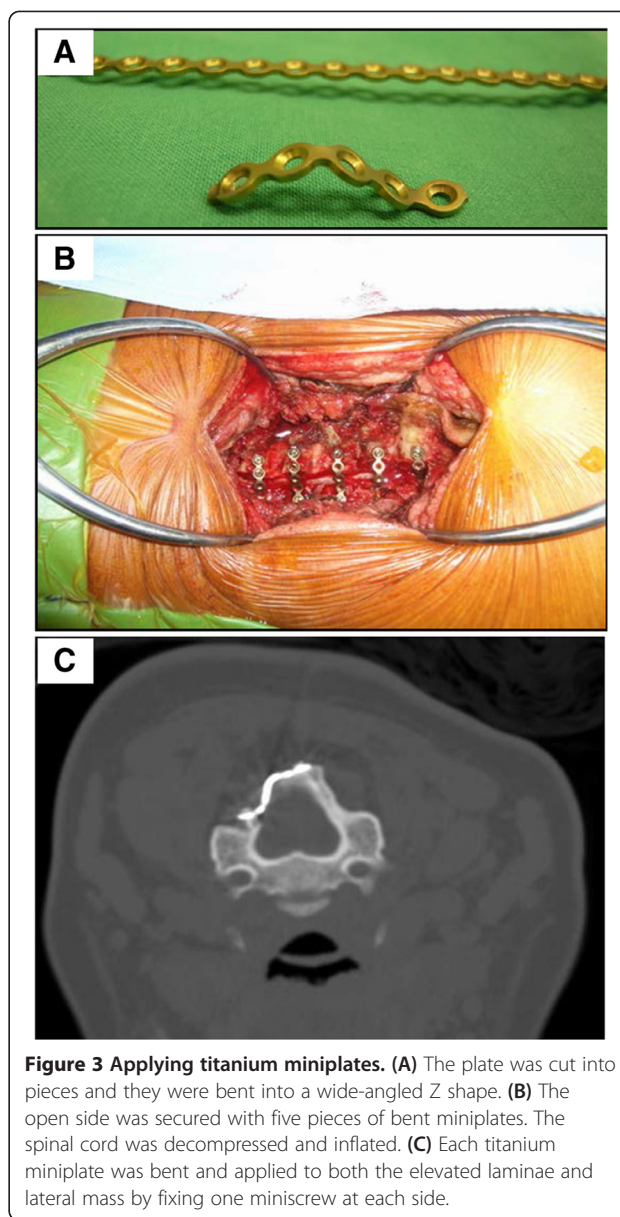 A
B
C
Figure 3 Applying titanium miniplates. (A) The plate was cut into
pieces and they were bent into a wide-angled Z shape. (B) The
open side was secured with five pieces of bent miniplates. The
spinal cord was decompressed and inflated. (C) Each titanium
miniplate was bent and applied to both the elevated laminae and
lateral mass by fixing one miniscrew at each side.